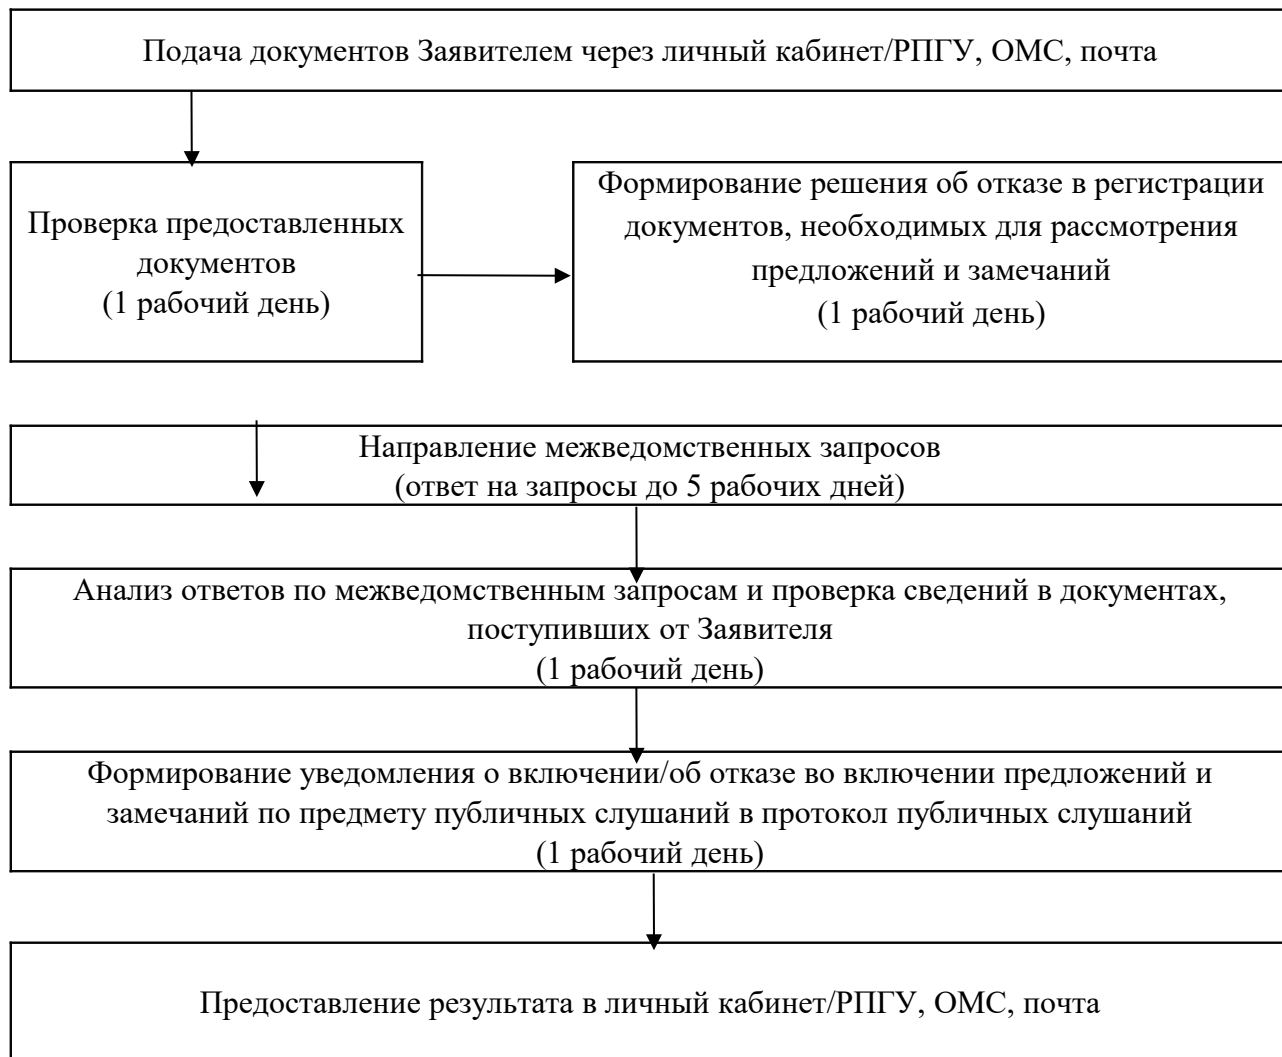 Подача документов Заявителем через личный кабинет/РПГУ, ОМС, почта
Проверка предоставленных
документов
(1 рабочий день)
Формирование решения об отказе в регистрации
документов, необходимых для рассмотрения
предложений и замечаний
(1 рабочий день)
Направление межведомственных запросов
(ответ на запросы до 5 рабочих дней)
Анализ ответов по межведомственным запросам и проверка сведений в документах,
поступивших от Заявителя
(1 рабочий день)
Формирование уведомления о включении/об отказе во включении предложений и
замечаний по предмету публичных слушаний в протокол публичных слушаний
(1 рабочий день)
Предоставление результата в личный кабинет/РПГУ, ОМС, почта